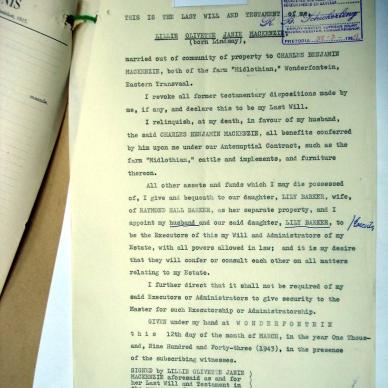 NIS
THIS IS THE LAST WILL AND TESTAMENT of me,
LILLIE OLIVETTE JANIE MACKENZIE
(born Lindsay),
PRETORIA
married out of community of property to CHARLES BENJAMIN
MACKENZIE, both of the farm "Midlothian," Wonderfontein,
Eastern Transvaal.
I revoke all former testamentary dispositions made by
me, if any, and declare this to be my Last Will.
I relinquish, at my death, in favour of my husband,
the said CHARLES BENJAMIN MACKENZIE, all benefits conferred
by him upon me under our Antenuptial Contract, such as the
farm "Midlothian," cattle and implements, and furniture
thereon.
All other assets and funds which I may die possessed
of, I give and bequeath to our daughter, LILY BARKER, wife,
of RAYMOND HALL BARKER, as her separate property, and I
appoint my husband and our said daughter, LILY BARKER, to
be the Executors of this my Will and Administrators of my
Estate, with all powers allowed in law; and it is my desire
that they will confer or consult each other on all matters
relating to my Estate.
I further direct that it shall not be required of my
said Executors or Administrators to give security to the
Master for such Executorship or Administratorship.
GIVEN under my hand at WONDERFONTEIN
this 12th day of the month of MARCH, in the year One Thous-
and, Nine Hundred and Forty-three (1943), in the presence
of the subscribing witnesses.
SIGNED by LILLIE OLIVETTE JANIE
MACKENZIE aforesaid as and for
her Last Will and Testament in